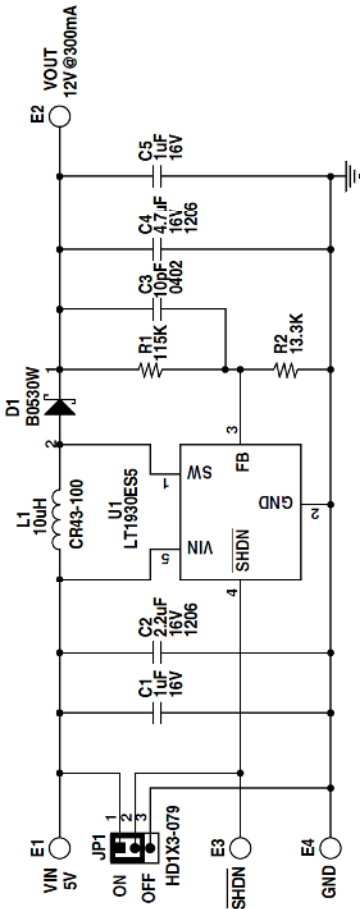 E1
VIN
5V
JP1
1
2
3
ON
OFF
HD1X3-079
E3
SHDN
E4
GND
C1
1uF
16V
C2
2.2uF
16V
1206
L1
10uH
CR43-100
U1
LT1930ES5
5
VIN
SW
1
4
SHDN
FB
3
GND
2
D1
B0530W
2
1
R1
115K
R2
13.3K
C3
10pF
0402
C4
4.7uF
16V
1206
C5
1uF
16V
E2
VOUT
12V@300mA